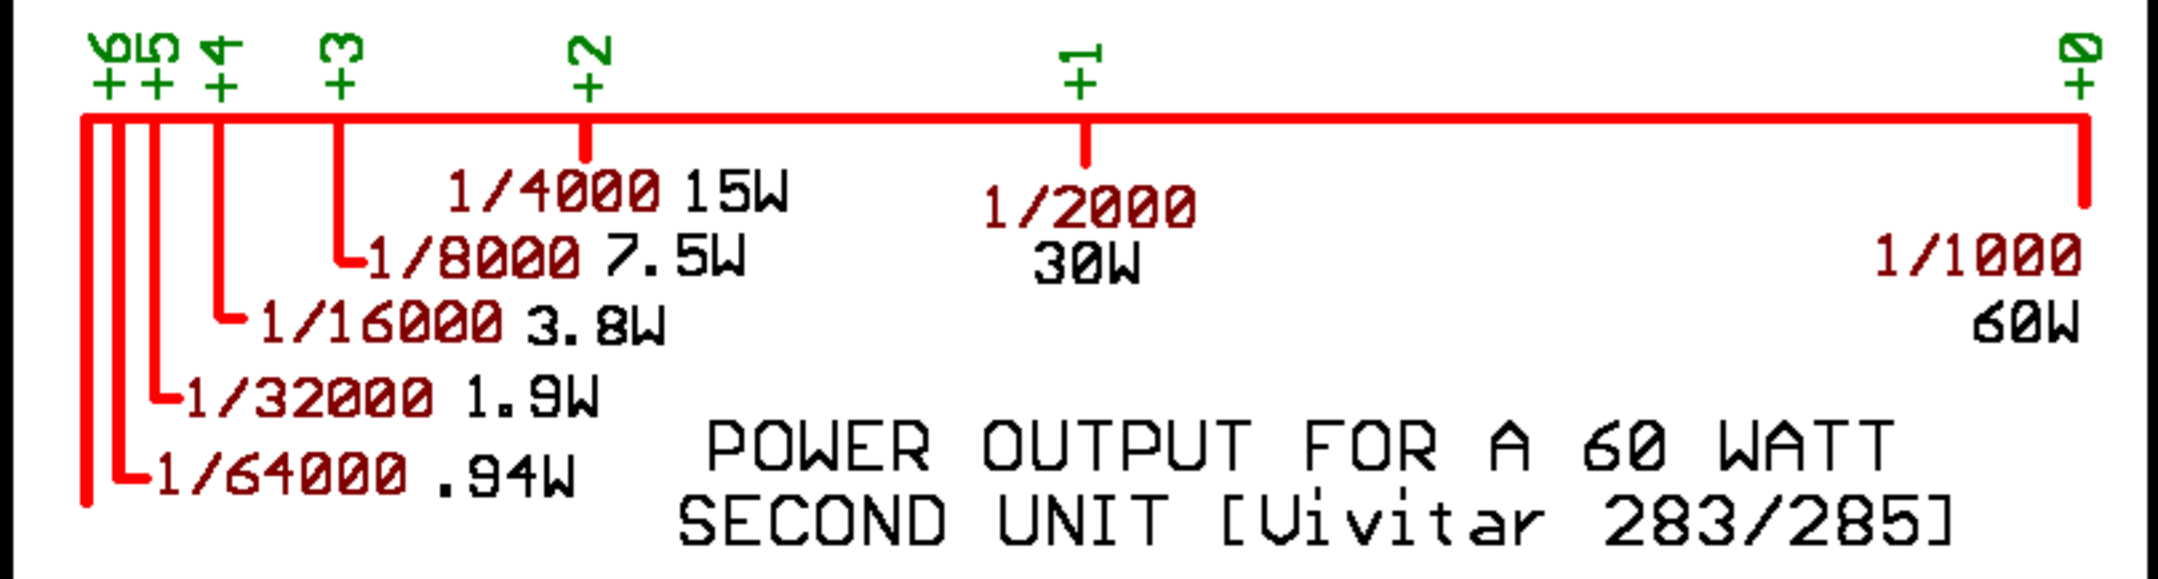 +6 +5 +4 +3 +2 +1 +0
1/4000 15W
1/2000
30W
1/8000 7.5W
1/1000
60W
1/16000 3.8W
1/32000 1.9W
1/64000 .94W
POWER OUTPUT FOR A 60 WATT
SECOND UNIT [Vivitar 283/285]